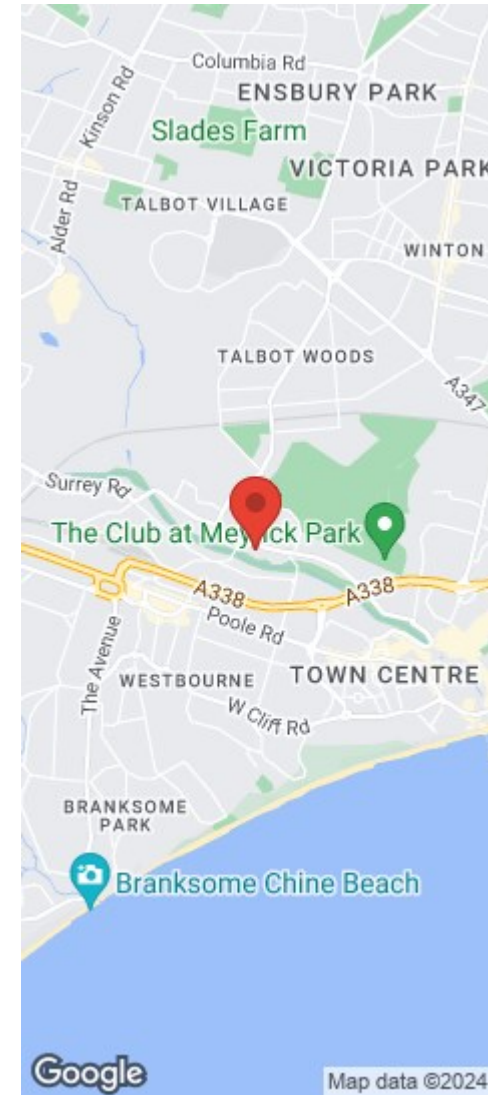 Columbia Rd
ENSBURY PARK
Kinson Rd
Slades Farm
VICTORIA PARK
Alder Rd
TALBOT VILLAGE
WINTON
TALBOT WOODS
A347
Surrey Rd
The Club at Meyrick Park
A338
A338
Poole Rd
The Avenue
WESTBOURNE
TOWN CENTRE
W Cliff Rd
BRANKSOME
PARK
Branksome Chine Beach
Google
Map data ©2024